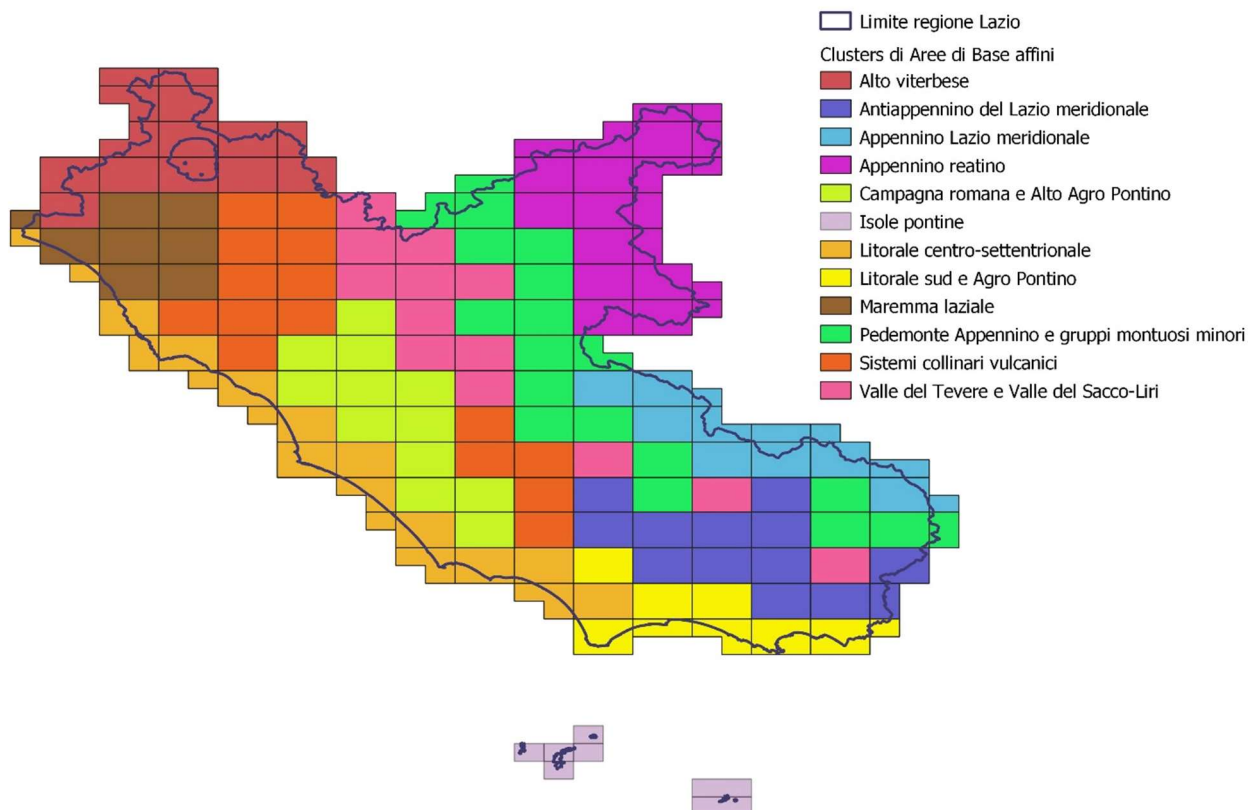 Limite regione Lazio
Clusters di Aree di Base affini
Alto viterbese
Antiappennino del Lazio meridionale
Appennino Lazio meridionale
Appennino reatino
Campagna romana e Alto Agro Pontino
Isole pontine
Litorale centro-settentrionale
Litorale sud e Agro Pontino
Maremma laziale
Pedemonte Appennino e gruppi montuosi minori
Sistemi collinari vulcanici
Valle del Tevere e Valle del Sacco-Liri